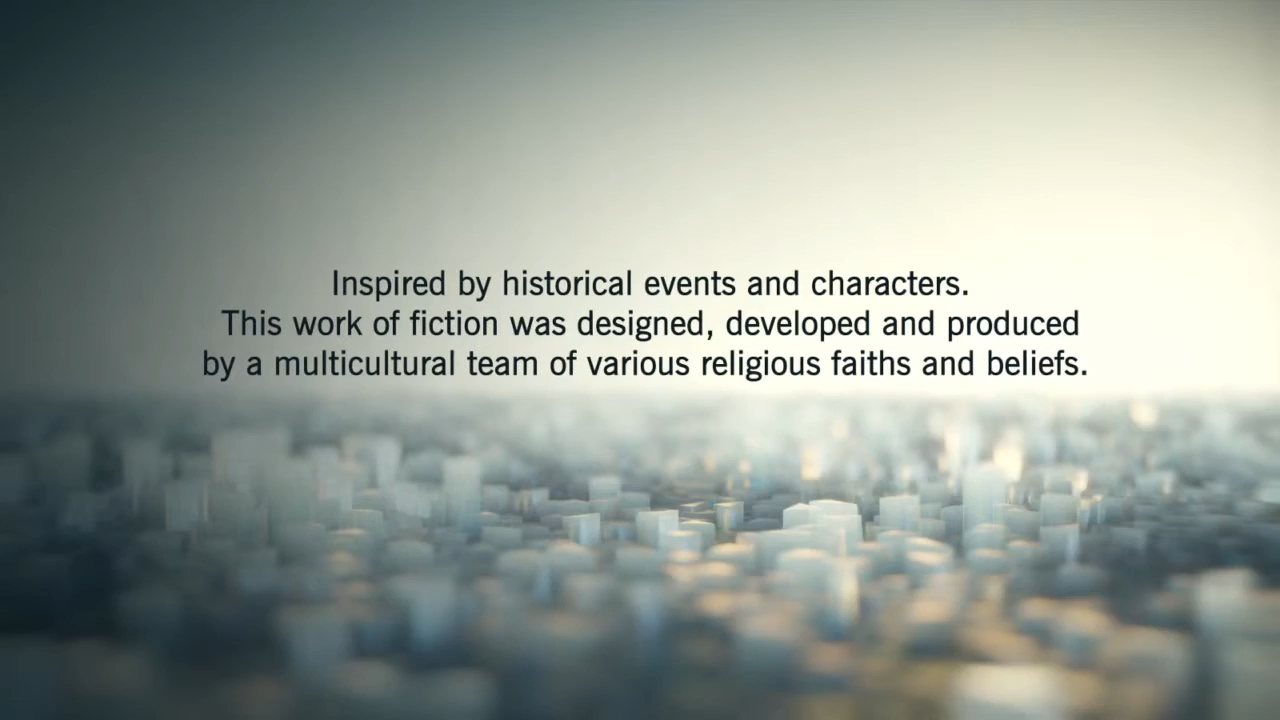 Inspired by historical events and characters.
This work of fiction was designed, developed and produced
by a multicultural team of various religious faiths and beliefs.